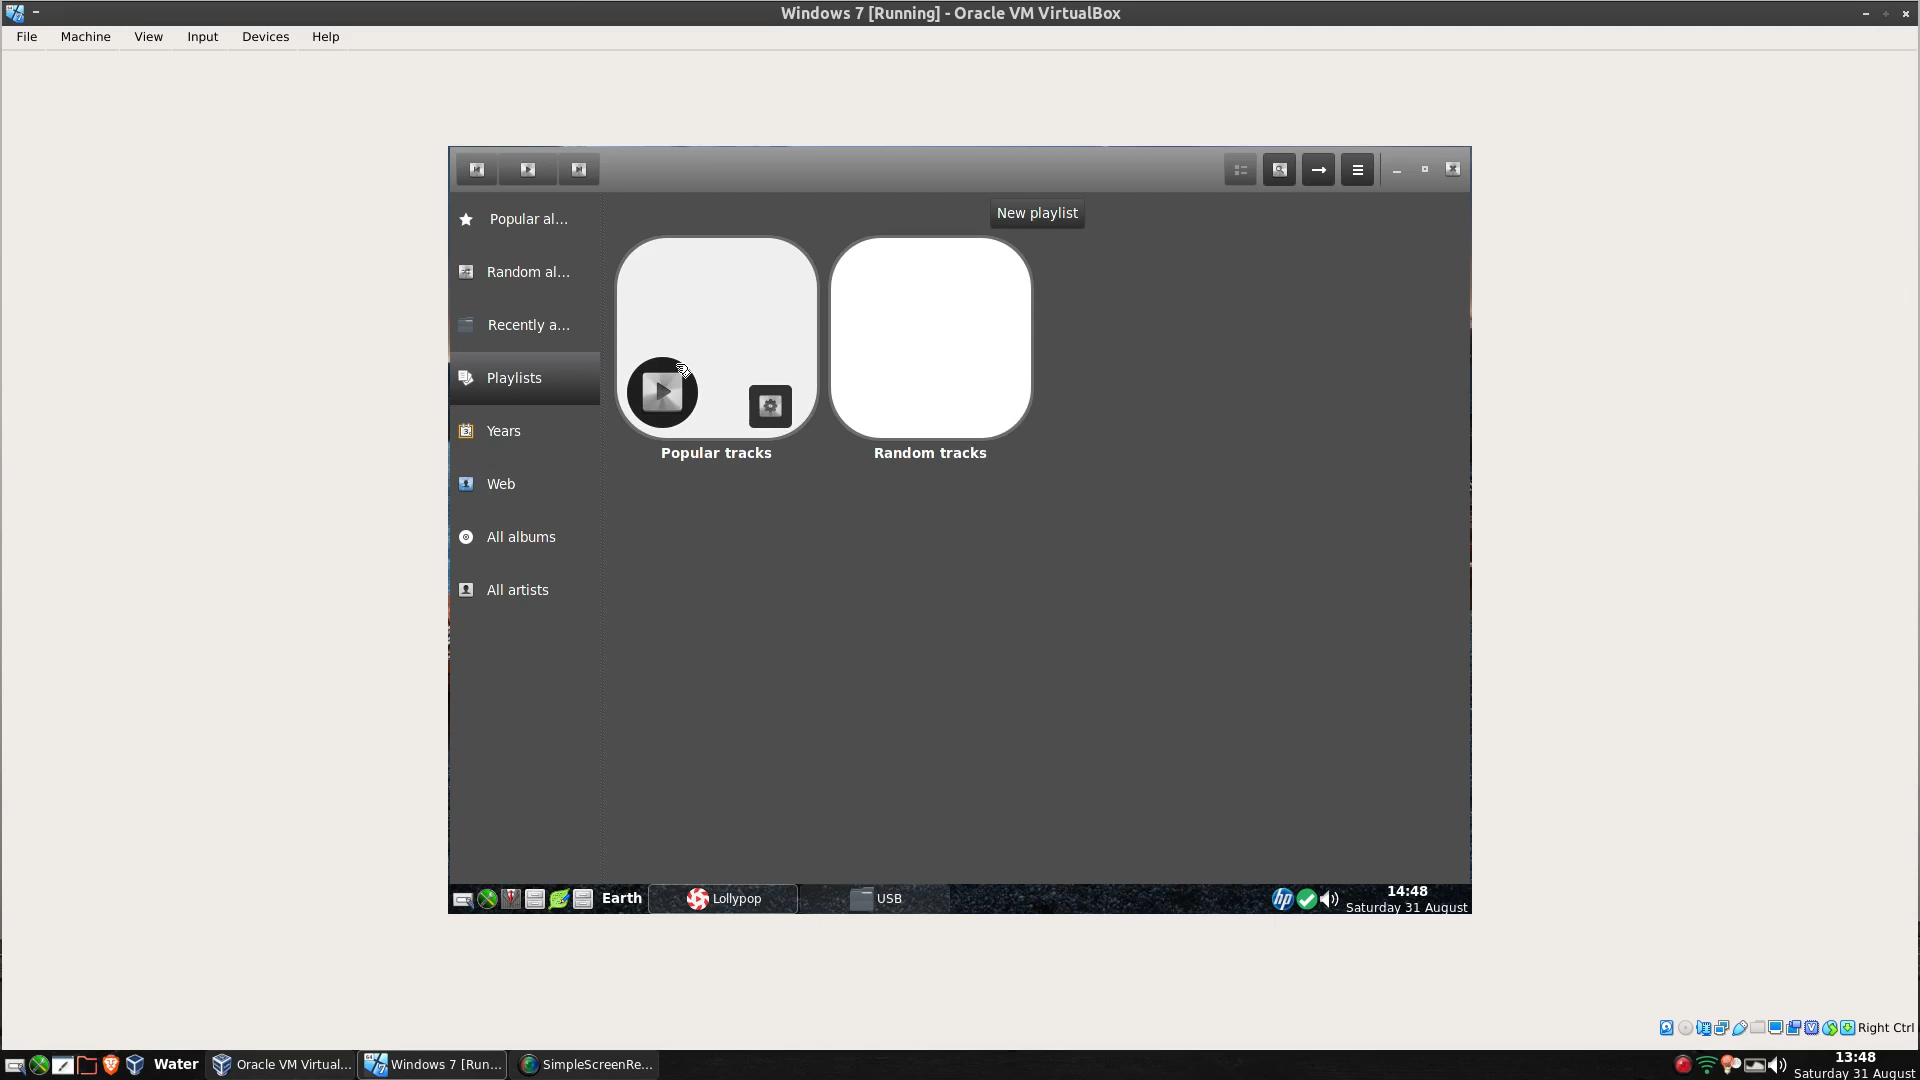 Windows 7 [Running] - Oracle VM VirtualBox
File Machine View Input Devices Help
New playlist
Popular al...
Random al...
Recently a...
Playlists
Years
Web
All albums
All artists
Popular tracks
Random tracks
Earth
Lollypop
USB
14:48
Saturday 31 August
Right Ctrl
Water
Oracle VM Virtual...
Windows 7 [Run...
SimpleScreenRe...
13:48
Saturday 31 August